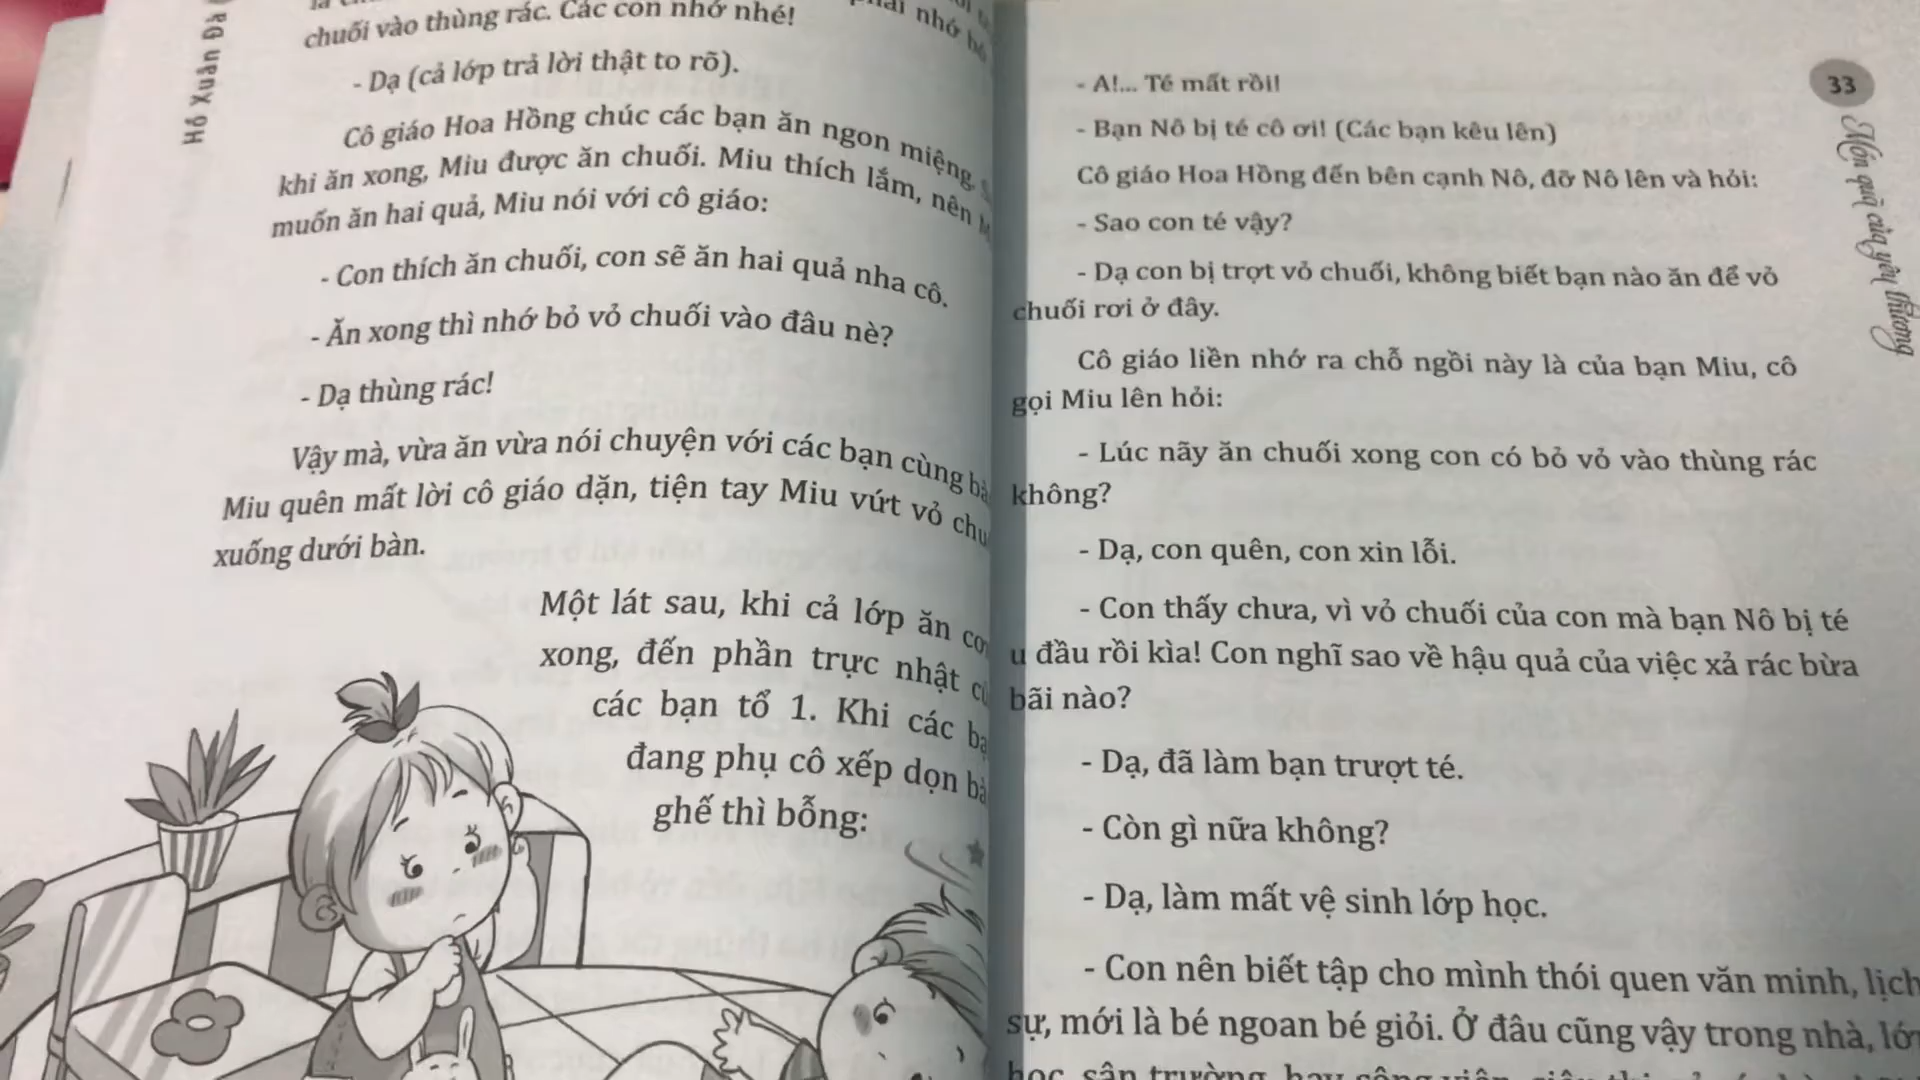 Hồ Xuân Đà
chuối vào thùng rác. Các con nhớ nhé!
- Dạ (cả lớp trả lời thật to rõ).
Cô giáo Hoa Hồng chúc các bạn ăn ngon miệng,
khi ăn xong, Miu được ăn chuối. Miu thích lắm, nên
muốn ăn hai quả, Miu nói với cô giáo:
- Con thích ăn chuối, con sẽ ăn hai quả nha cô.
- Ăn xong thì nhớ bỏ vỏ chuối vào đâu nè?
- Dạ thùng rác!
Vậy mà, vừa ăn vừa nói chuyện với các bạn cùng
Miu quên mất lời cô giáo dặn, tiện tay Miu vứt vỏ
xuống dưới bàn.
Một lát sau, khi cả lớp ăn
xong, đến phần trực nhật
các bạn tổ 1. Khi các
đang phụ cô xếp dọn
ghế thì bỗng:
33
Món quà của yêu thương
- A!... Té mất rồi!
- Bạn Nô bị té cô ơi! (Các bạn kêu lên)
Cô giáo Hoa Hồng đến bên cạnh Nô, đỡ Nô lên và hỏi:
- Sao con té vậy?
- Dạ con bị trợt vỏ chuối, không biết bạn nào ăn để vỏ
chuối rơi ở đây.
Cô giáo liền nhớ ra chỗ ngồi này là của bạn Miu, cô
gọi Miu lên hỏi:
- Lúc nãy ăn chuối xong con có bỏ vỏ vào thùng rác
không?
- Dạ, con quên, con xin lỗi.
- Con thấy chưa, vì vỏ chuối của con mà bạn Nô bị té
u đầu rồi kìa! Con nghĩ sao về hậu quả của việc xả rác bừa
bãi nào?
- Dạ, đã làm bạn trượt té.
- Còn gì nữa không?
- Dạ, làm mất vệ sinh lớp học.
- Con nên biết tập cho mình thói quen văn minh, lịch
sự, mới là bé ngoan bé giỏi. Ở đâu cũng vậy trong nhà, lớp
học, sân trường, hay công viên,